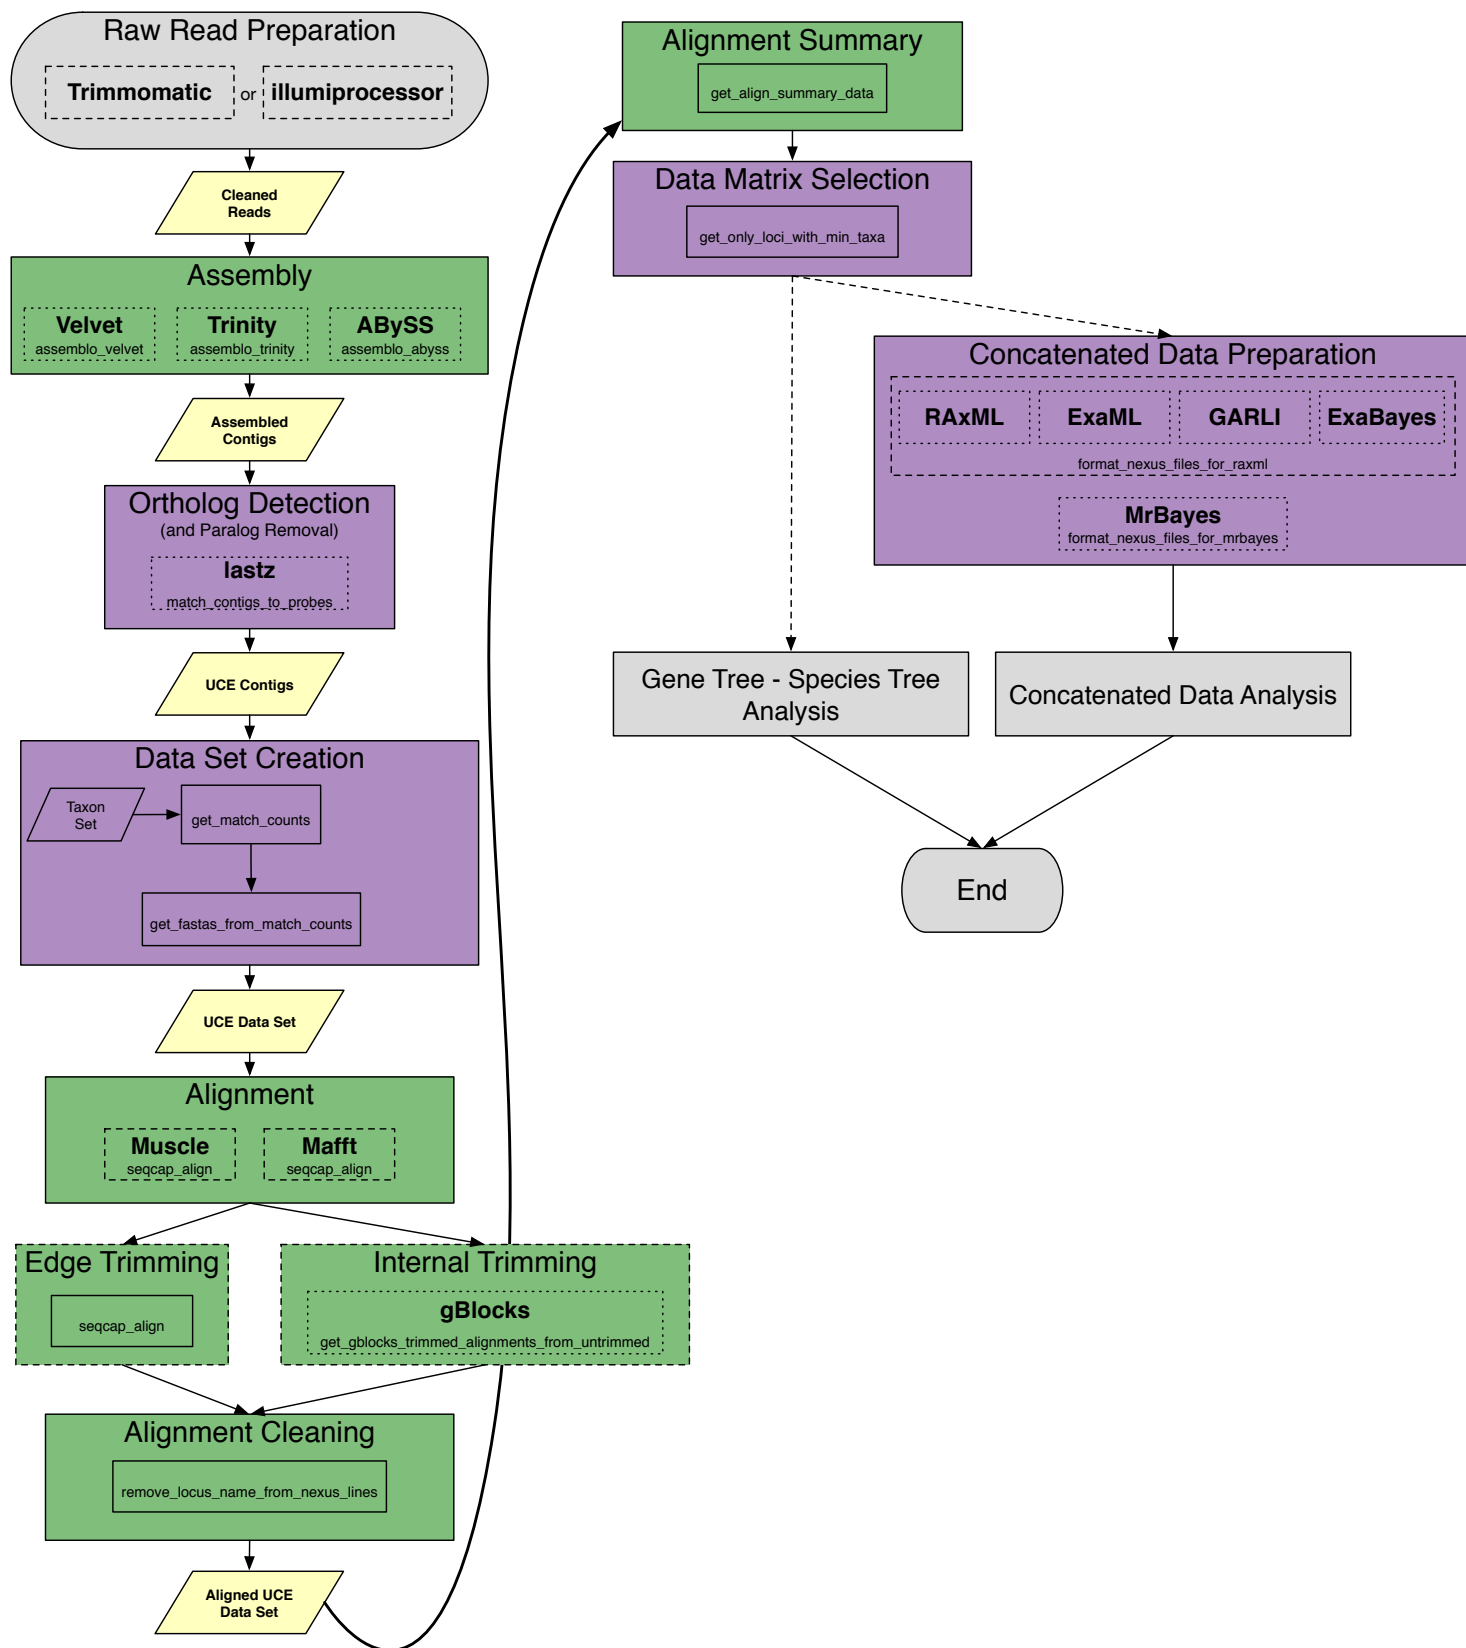 Raw Read Preparation
Trimmomatic or illumiprocessor
Cleaned
Reads
Assembly
Velvet
assemblo_velvet
Trinity
assemblo_trinity
ABySS
assemblo_abyss
Assembled
Contigs
Ortholog Detection
(and Paralog Removal)
lastz
match_contigs_to_probes
UCE Contigs
Data Set Creation
Taxon
Set
get_match_counts
get_fastas_from_match_counts
UCE Data Set
Alignment
Muscle
seqcap_align
Mafft
seqcap_align
Edge Trimming
seqcap_align
Internal Trimming
gBlocks
get_gblocks_trimmed_alignments_from_untrimmed
Alignment Cleaning
remove_locus_name_from_nexus_lines
Aligned UCE
Data Set
Alignment Summary
get_align_summary_data
Data Matrix Selection
get_only_loci_with_min_taxa
Concatenated Data Preparation
RAxML
ExaML
GARLI
ExaBayes
format_nexus_files_for_raxml
MrBayes
format_nexus_files_for_mrbayes
Gene Tree - Species Tree
Analysis
Concatenated Data Analysis
End